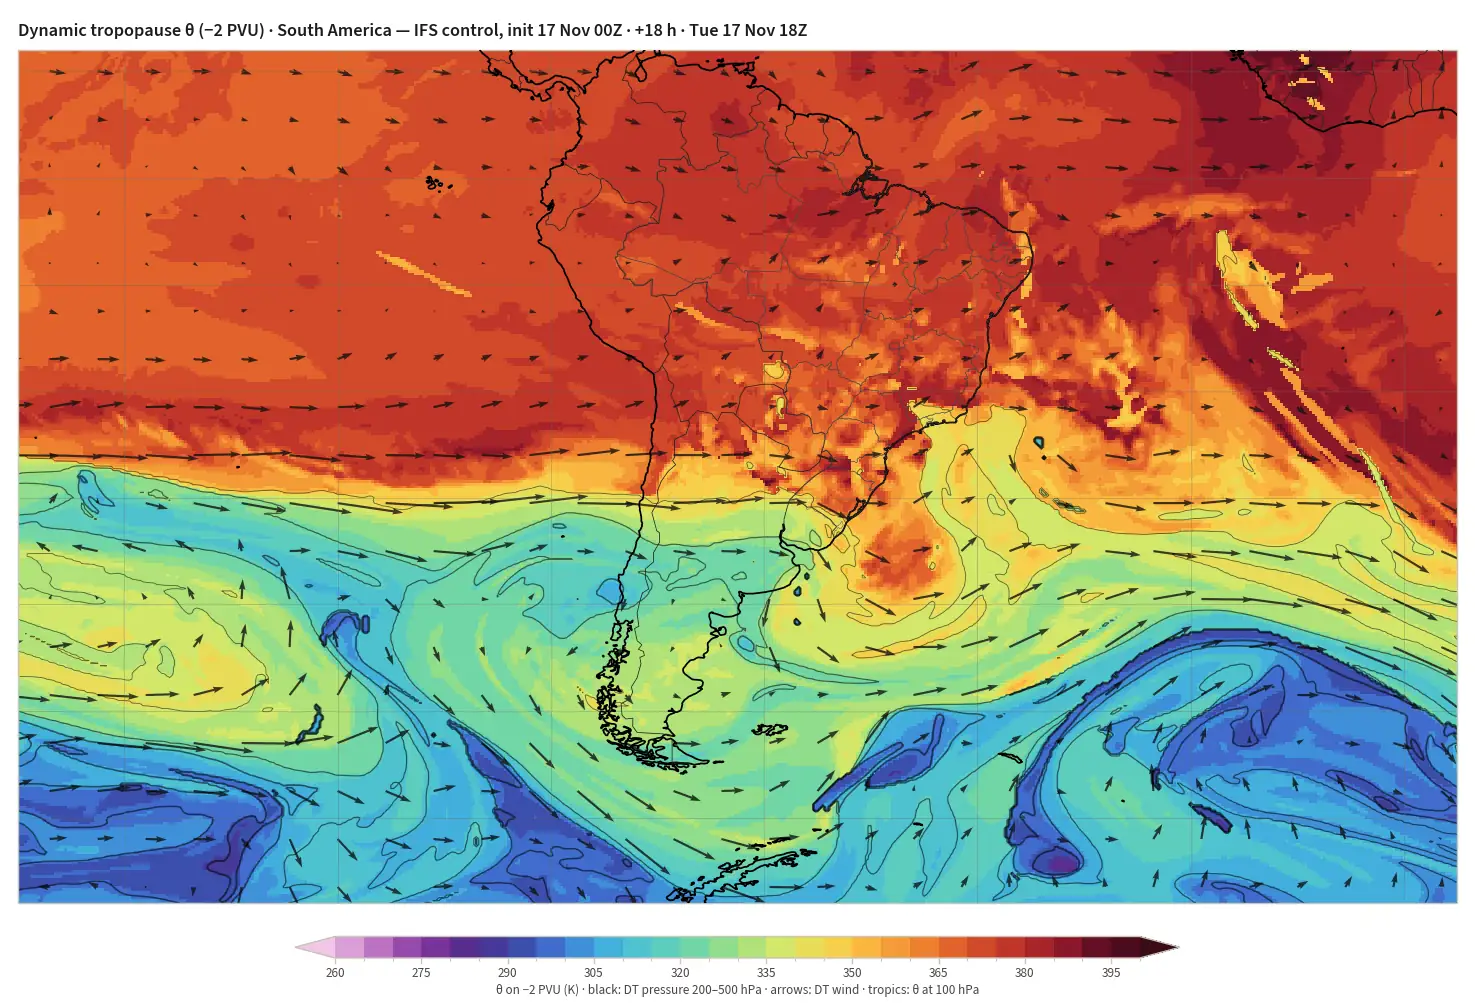 Dynamic tropopause θ (−2 PVU) · South America — IFS control, init 17 Nov 00Z · +18 h · Tue 17 Nov 18Z
260 275 290 305 320 335 350 365 380 395
θ on −2 PVU (K) · black: DT pressure 200–500 hPa · arrows: DT wind · tropics: θ at 100 hPa